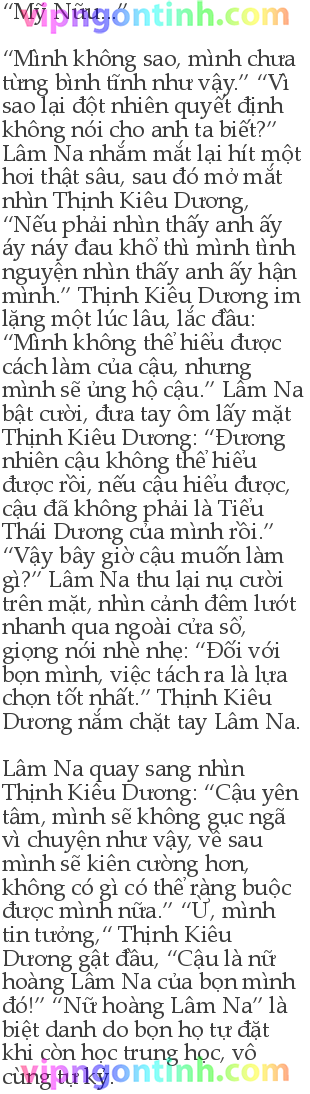 vipngontinh.com
“Mỹ Nữu...”
“Mình không sao, mình chưa
từng bình tĩnh như vậy.” “Vì
sao lại đột nhiên quyết định
không nói cho anh ta biết?”
Lâm Na nhắm mắt lại hít một
hơi thật sâu, sau đó mở mắt
nhìn Thịnh Kiêu Dương,
“Nếu phải nhìn thấy anh ấy
áy náy đau khổ thì mình tình
nguyện nhìn thấy anh ấy hận
mình.” Thịnh Kiêu Dương im
lặng một lúc lâu, lắc đầu:
“Mình không thể hiểu được
cách làm của cậu, nhưng
mình sẽ ủng hộ cậu.” Lâm Na
bật cười, đưa tay ôm lấy mặt
Thịnh Kiêu Dương: “Đương
nhiên cậu không thể hiểu
được rồi, nếu cậu hiểu được,
cậu đã không phải là Tiểu
Thái Dương của mình rồi.”
“Vậy bây giờ cậu muốn làm
gì?” Lâm Na thu lại nụ cười
trên mặt, nhìn cảnh đêm lướt
nhanh qua ngoài cửa sổ,
giọng nói nhè nhẹ: “Đối với
bọn mình, việc tách ra là lựa
chọn tốt nhất.” Thịnh Kiêu
Dương nắm chặt tay Lâm Na.
Lâm Na quay sang nhìn
Thịnh Kiêu Dương: “Cậu yên
tâm, mình sẽ không gục ngã
vì chuyện như vậy, về sau
mình sẽ kiên cường hơn,
không có gì có thể ràng buộc
được mình nữa.” “Ừ, mình
tin tưởng,“ Thịnh Kiêu
Dương gật đầu, “Cậu là nữ
hoàng Lâm Na của bọn mình
đó!” “Nữ hoàng Lâm Na” là
biệt danh do bọn họ tự đặt
khi còn học trung học, vô
cùng tự kỷ.
vipngontinh.com